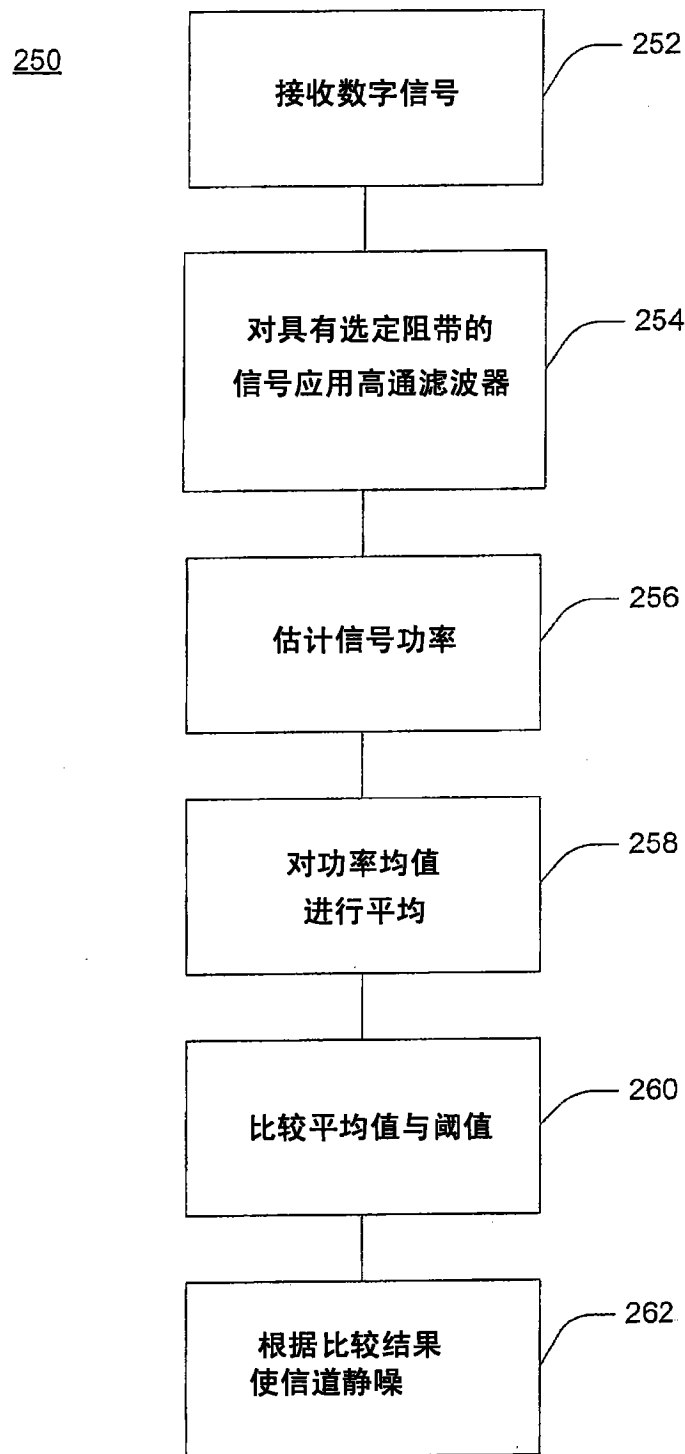 250
接收数字信号
252
对具有选定阻带的
信号应用高通滤波器
254
估计信号功率
256
对功率均值
进行平均
258
比较平均值与阈值
260
根据比较结果
使信道静噪
262